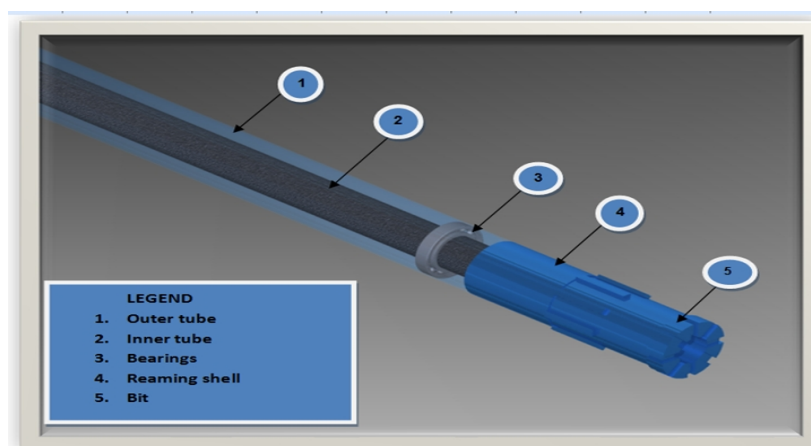 1
2
3
4
5
LEGEND
1. Outer tube
2. Inner tube
3. Bearings
4. Reaming shell
5. Bit